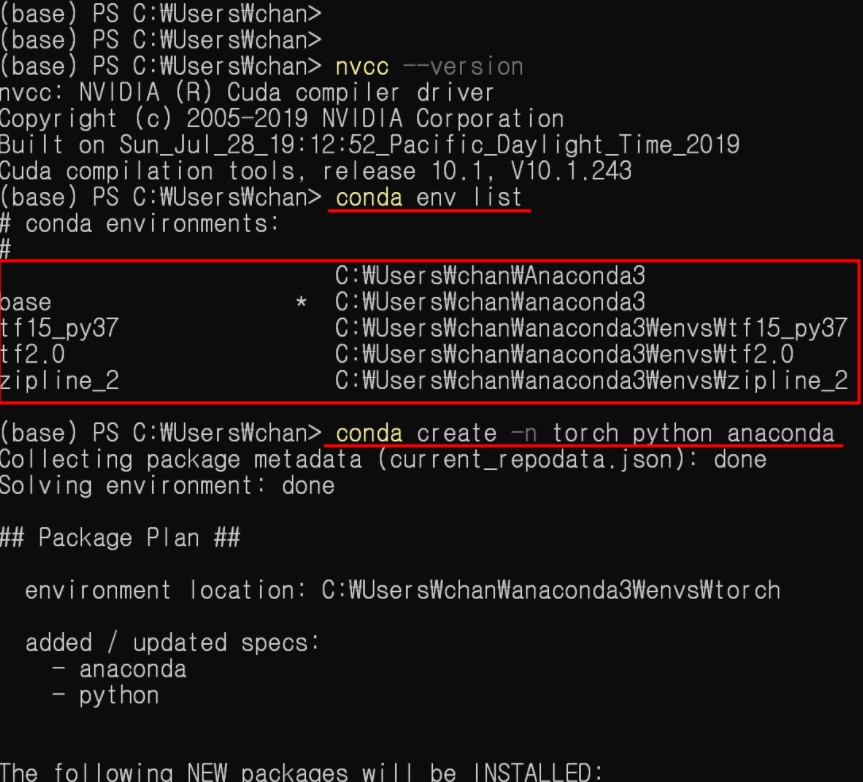 (base) PS C:₩Users₩chan>
(base) PS C:₩Users₩chan>
(base) PS C:₩Users₩chan> nvcc --version
nvcc: NVIDIA (R) Cuda compiler driver
Copyright (c) 2005-2019 NVIDIA Corporation
Built on Sun_Jul_28_19:12:52_Pacific_Daylight_Time_2019
Cuda compilation tools, release 10.1, V10.1.243
(base) PS C:₩Users₩chan> conda env list
# conda environments:
#
C:₩Users₩chan₩Anaconda3
base * C:₩Users₩chan₩anaconda3
tf15_py37 C:₩Users₩chan₩anaconda3₩envs₩tf15_py37
tf2.0 C:₩Users₩chan₩anaconda3₩envs₩tf2.0
zipline_2 C:₩Users₩chan₩anaconda3₩envs₩zipline_2
(base) PS C:₩Users₩chan> conda create -n torch python anaconda
Collecting package metadata (current_repodata.json): done
Solving environment: done
## Package Plan ##
environment location: C:₩Users₩chan₩anaconda3₩envs₩torch
added / updated specs:
- anaconda
- python
The following NEW packages will be INSTALLED: